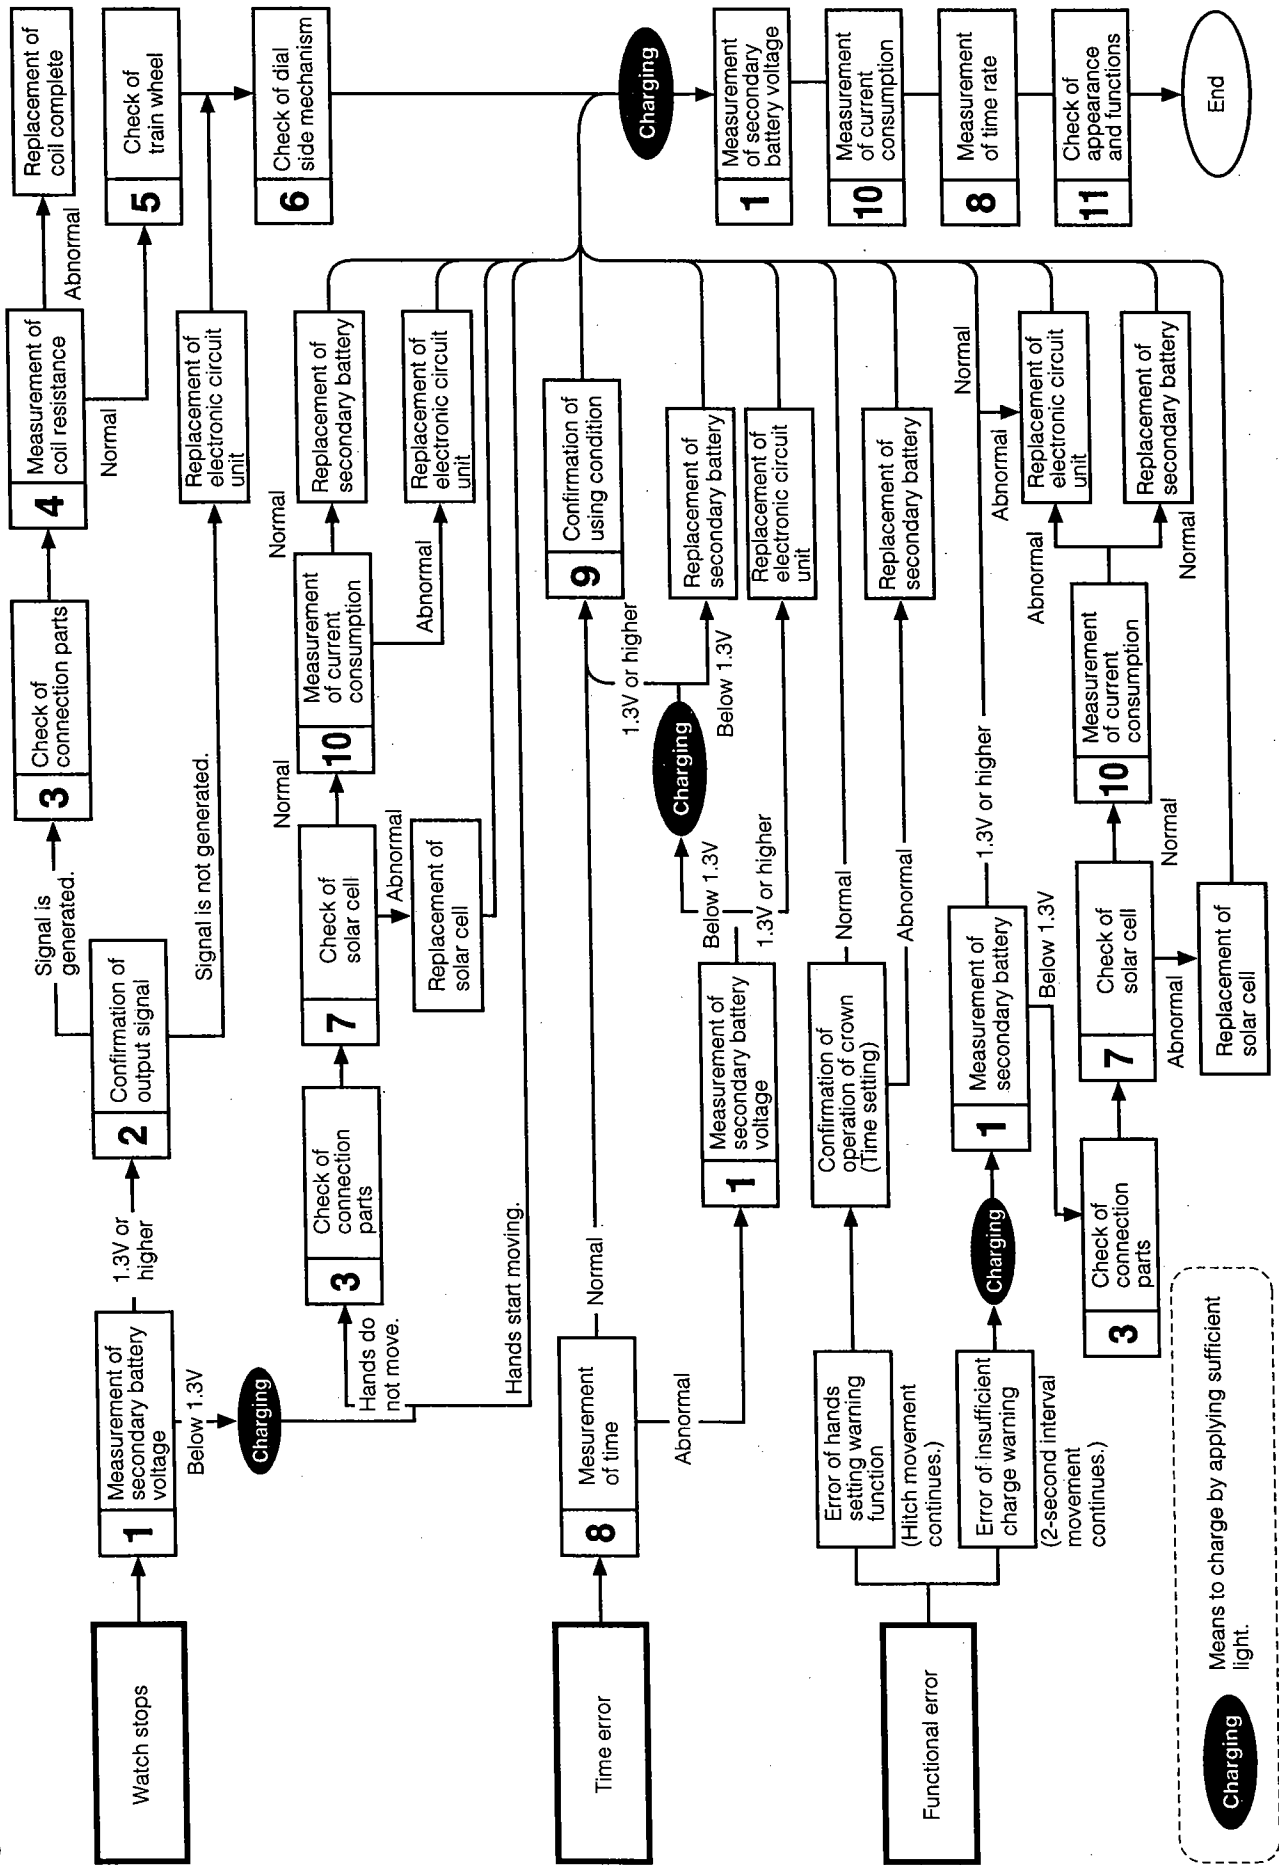 Watch stops
1
Measurement of
secondary battery
voltage
1.3V or
higher
Below 1.3V
Charging
2
Confirmation of
output signal
Signal is
generated.
Signal is not generated.
3
Check of
connection parts
4
Measurement of
coil resistance
Abnormal
Normal
Replacement of
coil complete
5
Check of
train wheel
Replacement of
electronic circuit
unit
6
Check of dial
side mechanism
Hands do
not move.
Hands start moving.
3
Check of
connection
parts
7
Check of
solar cell
Normal
Abnormal
Replacement of
solar cell
10
Measurement
of current
consumption
Normal
Abnormal
Replacement of
secondary battery
Replacement of
electronic circuit
unit
Time error
8
Mesurement
of time
Normal
Abnormal
1
Measurement of
secondary battery
voltage
Below 1.3V
1.3V or higher
Charging
1.3V or higher
Below 1.3V
9
Confirmation of
using condition
Replacement of
secondary battery
Replacement of
electronic circuit
unit
Functional error
Error of hands
setting warning
function
(Hitch movement
continues.)
Confirmation of
operation of crown
(Time setting)
Normal
Abnormal
Replacement of
secondary battery
Error of insufficient
charge warning
(2-second interval
movement
continues.)
Charging
1
Measurement of
secondary battery
1.3V or higher
Below 1.3V
Normal
Abnormal
3
Check of
connection
parts
7
Check of
solar cell
Normal
Abnormal
Replacement of
solar cell
10
Measurement
of current
consumption
Abnormal
Normal
Replacement of
electronic circuit
unit
Replacement of
secondary battery
Charging
1
Measurement
of secondary
battery voltage
10
Measurement
of current
consumption
8
Measurement
of time rate
11
Check of
appearance
and functions
End
Charging
Means to charge by applying sufficient
light.